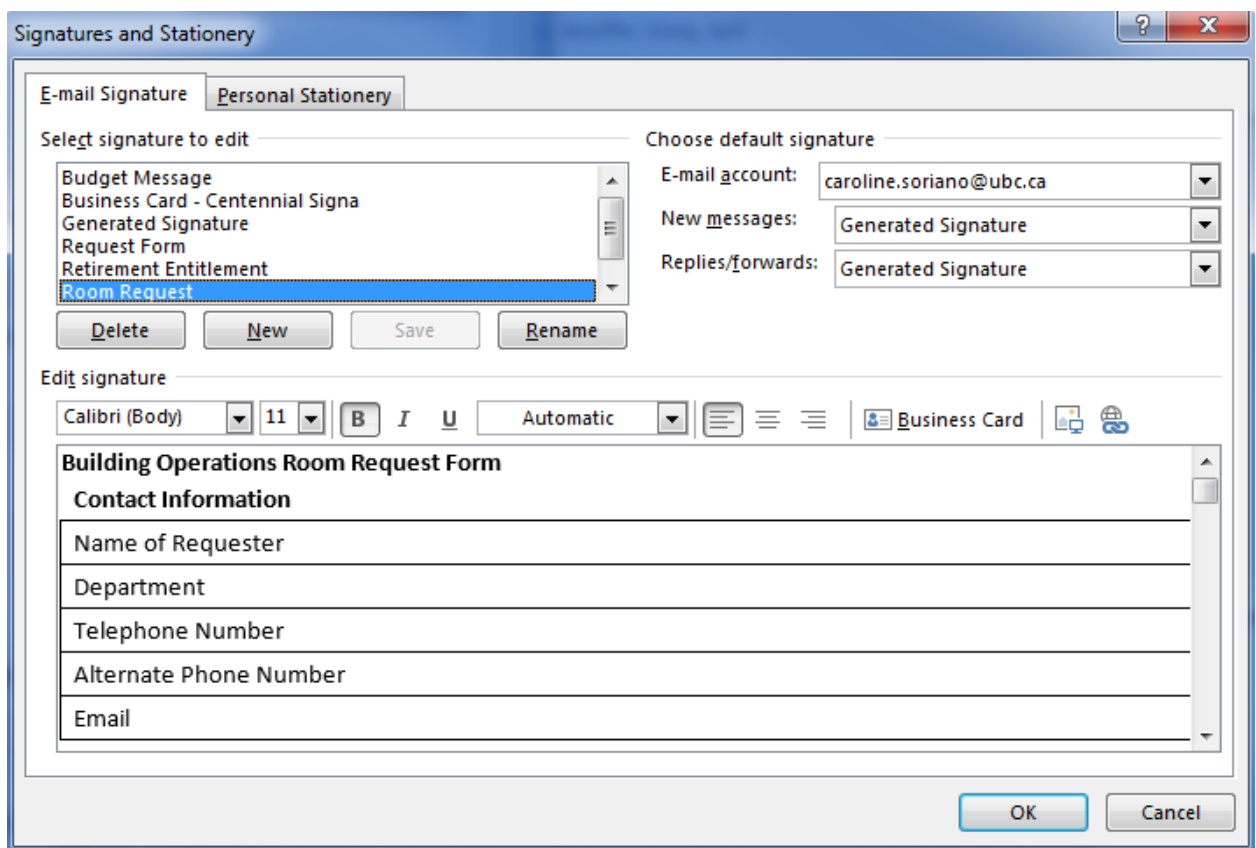 Signatures and Stationery
?
X
E-mail Signature
Personal Stationery
Select signature to edit
Budget Message
Business Card - Centennial Signa
Generated Signature
Request Form
Retirement Entitlement
Room Request
Delete
New
Save
Rename
Choose default signature
E-mail account:
caroline.soriano@ubc.ca
New messages:
Generated Signature
Replies/forwards:
Generated Signature
Edit signature
Calibri (Body)
11
B
I
U
Automatic
Business Card
Building Operations Room Request Form
Contact Information
Name of Requester
Department
Telephone Number
Alternate Phone Number
Email
OK
Cancel